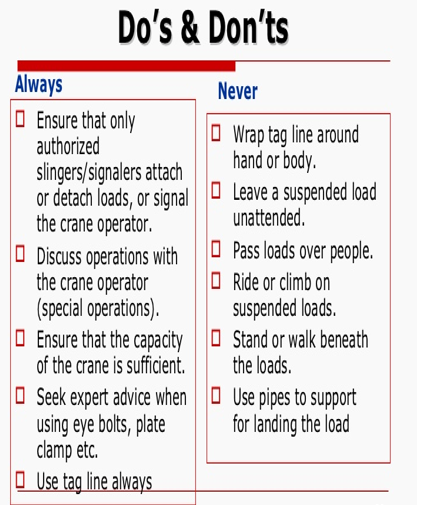 Do's & Don'ts
Always
Ensure that only
authorized
slingers/signalers attach
or detach loads, or signal
the crane operator.
Discuss operations with
the crane operator
(special operations).
Ensure that the capacity
of the crane is sufficient.
Seek expert advice when
using eye bolts, plate
clamp etc.
Use tag line always
Never
Wrap tag line around
hand or body.
Leave a suspended load
unattended.
Pass loads over people.
Ride or climb on
suspended loads.
Stand or walk beneath
the loads.
Use pipes to support
for landing the load